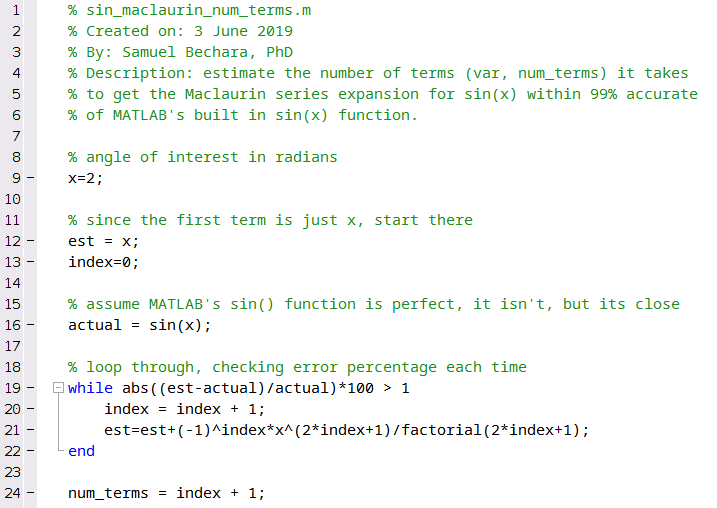 1 % sin_maclaurin_num_terms.m
2 % Created on: 3 June 2019
3 % By: Samuel Bechara, PhD
4 % Description: estimate the number of terms (var, num_terms) it takes
5 % to get the Maclaurin series expansion for sin(x) within 99% accurate
6 % of MATLAB's built in sin(x) function.
7
8 % angle of interest in radians
9 – x=2;
10
11 % since the first term is just x, start there
12 – est = x;
13 – index=0;
14
15 % assume MATLAB's sin() function is perfect, it isn't, but its close
16 – actual = sin(x);
17
18 % loop through, checking error percentage each time
19 – while abs((est-actual)/actual)*100 > 1
20 – index = index + 1;
21 – est=est+(-1)^index*x^(2*index+1)/factorial(2*index+1);
22 – end
23
24 – num_terms = index + 1;